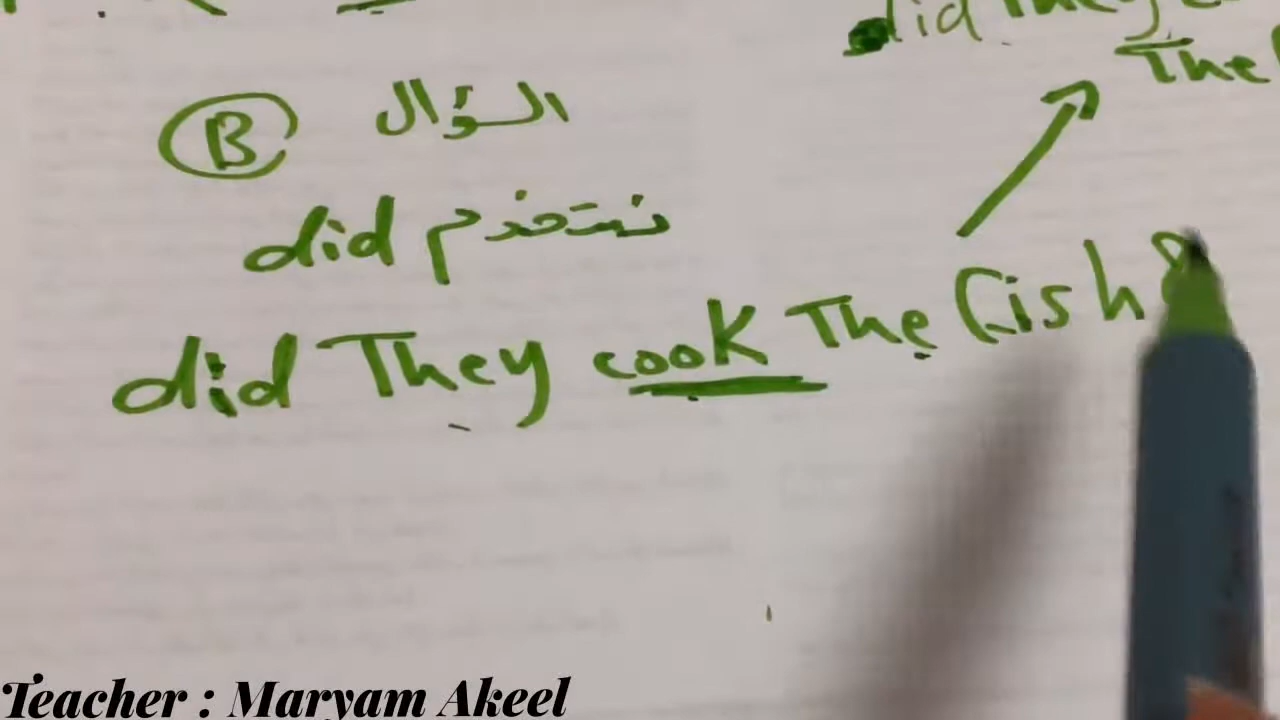 did They
The
B السؤال
did نستخدم
did They cook The fish?
Teacher : Maryam Akeel